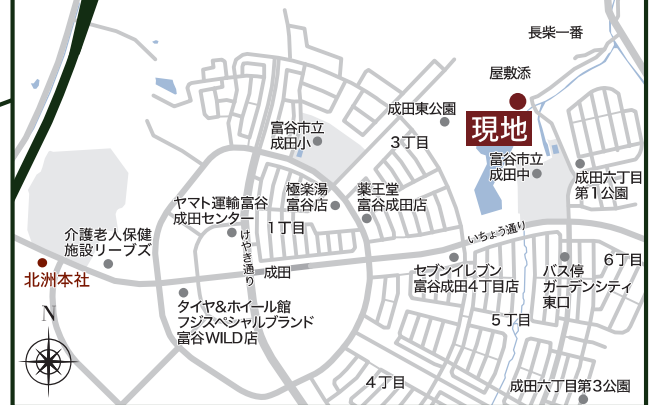 長柴一番
屋敷添
現地
成田東公園
3丁目
富谷市立
成田小
富谷市立
成田中
成田六丁目
第1公園
極楽湯
富谷店
薬王堂
富谷成田店
ヤマト運輸富谷
成田センター
1丁目
けやき通り
いちょう通り
介護老人保健
施設リーブズ
北洲本社
成田
セブンイレブン
富谷成田4丁目店
バス停
ガーデンシティ
東口
6丁目
タイヤ&ホイール館
フジスペシャルブランド
富谷WILD店
5丁目
N
4丁目
成田六丁目第3公園